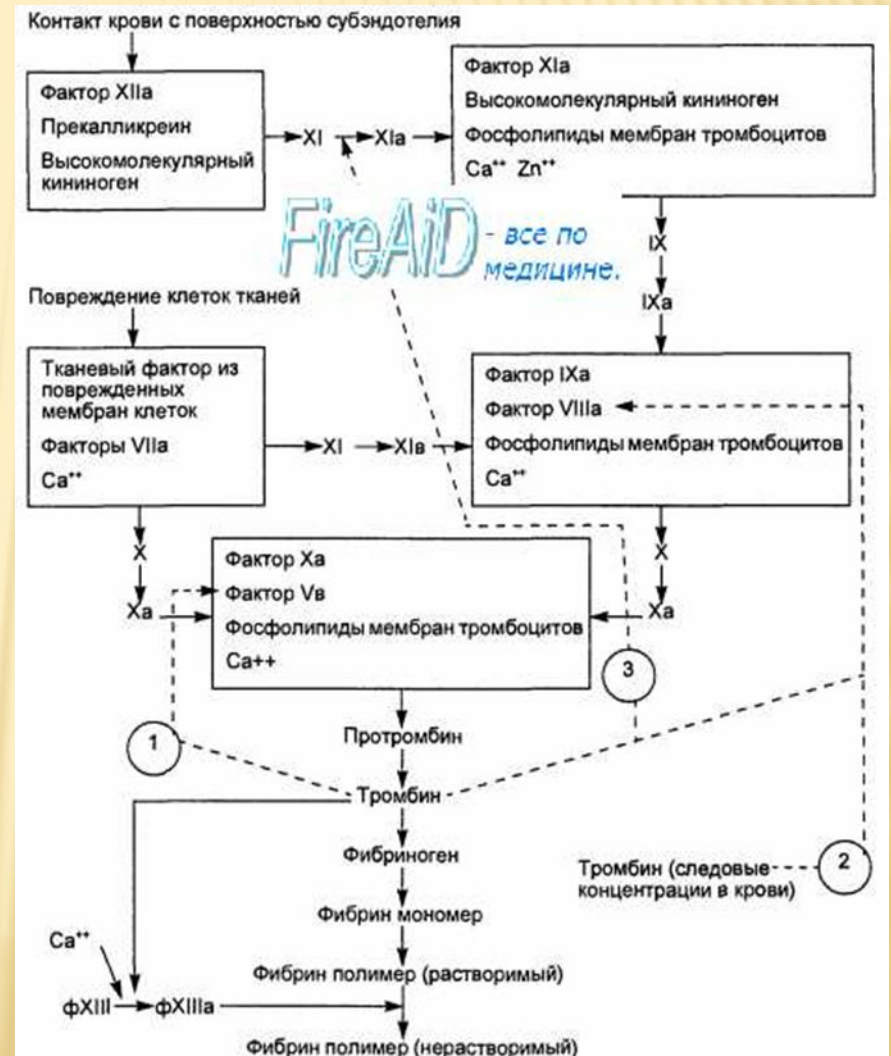 Контакт крови с поверхностью субэндотелия
Фактор XIIa
Прекалликреин
Высокомолекулярный
кининоген
XI
XIa
Фактор XIa
Высокомолекулярный кининоген
Фосфолипиды мембран тромбоцитов
Ca++ Zn++
FireAiD - все по
медицине.
IX
IXa
Повреждение клеток тканей
Тканевый фактор из
поврежденных
мембран клеток
Факторы VIIa
Ca++
XI
XIв
Фактор IXa
Фактор VIIIa
Фосфолипиды мембран тромбоцитов
Ca++
X
Xa
X
Xa
Фактор Xa
Фактор Vв
Фосфолипиды мембран тромбоцитов
Ca++
1
3
Протромбин
Тромбин
Фибриноген
Тромбин (следовые
концентрации в крови)
2
Фибрин мономер
Ca++
Фибрин полимер (растворимый)
фXIII
фXIIIa
Фибрин полимер (нерастворимый)